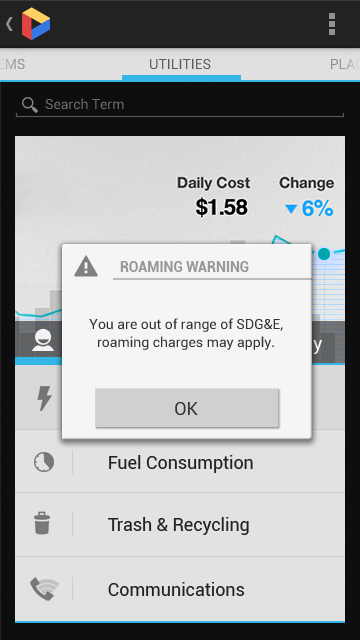 EMS
UTILITIES
PLA
Search Term
Daily Cost
Change
$1.58
6%
ROAMING WARNING
You are out of range of SDG&E,
roaming charges may apply.
y
OK
Fuel Consumption
Trash & Recycling
Communications